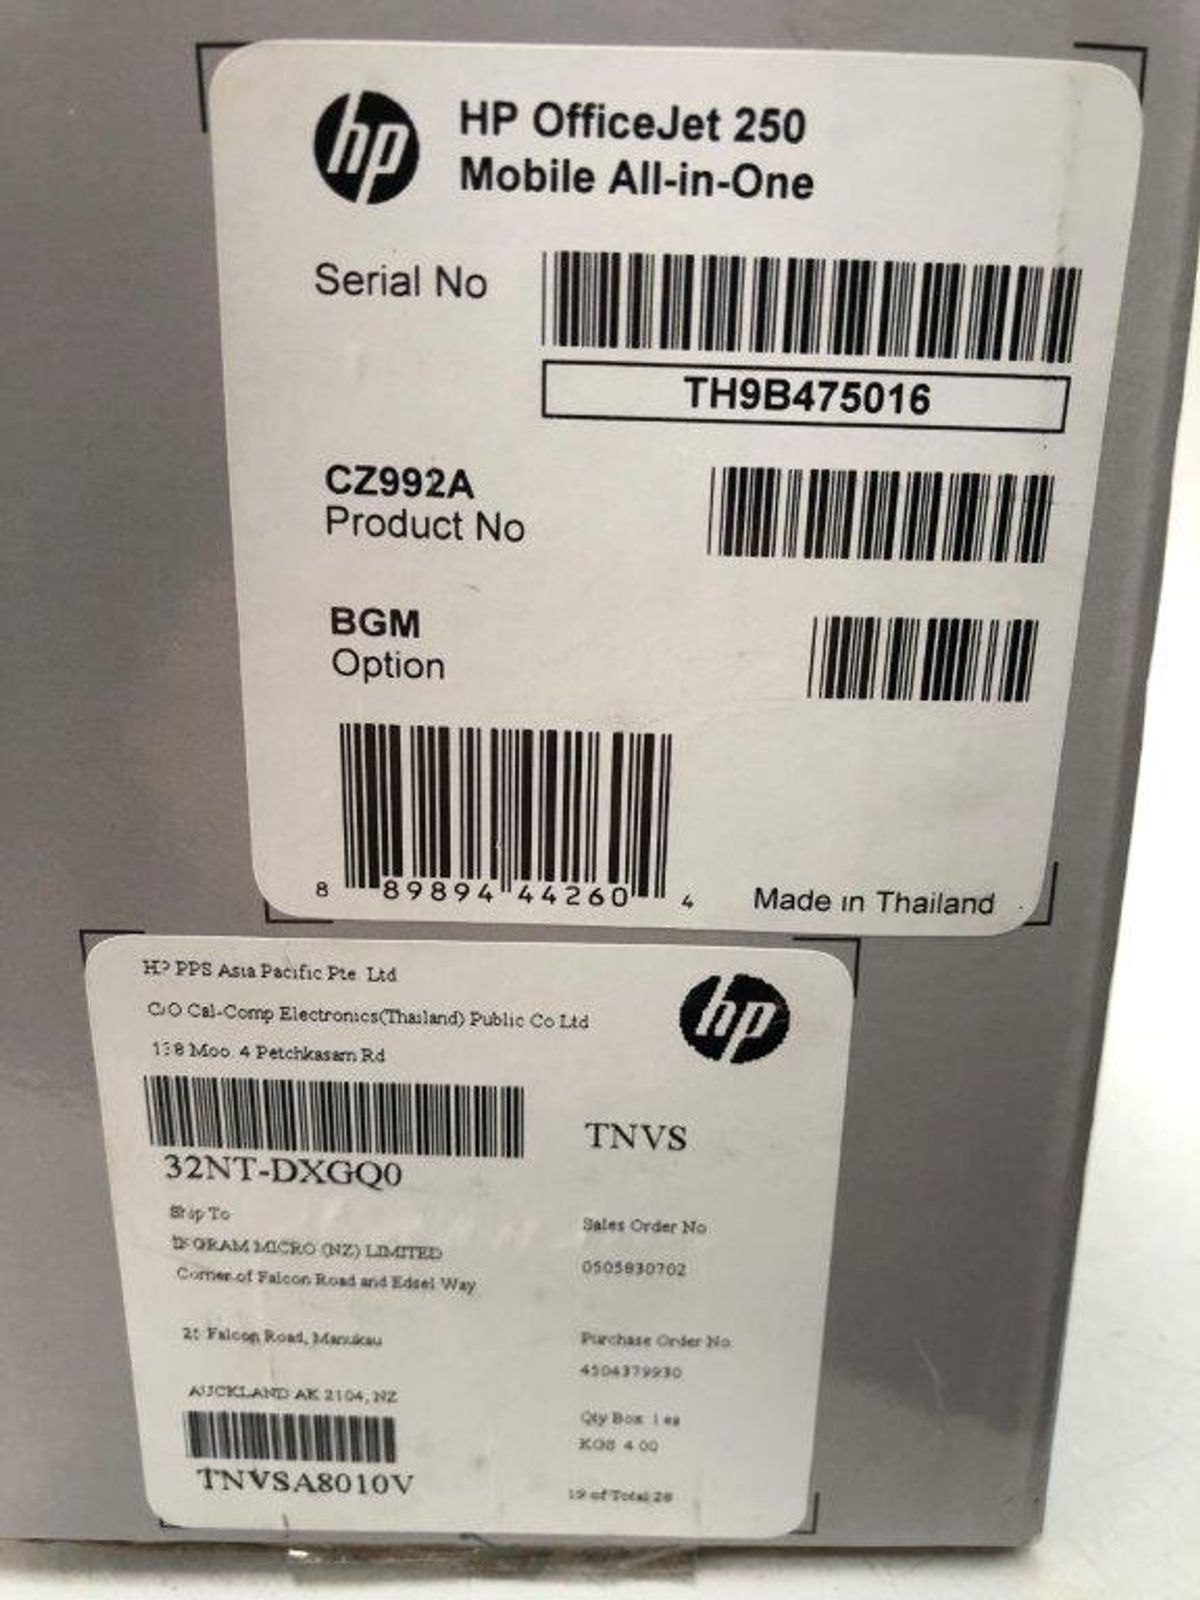 hp
HP OfficeJet 250
Mobile All-in-One
Serial No
TH9B475016
CZ992A
Product No
BGM
Option
8 89894 44260 4
Made in Thailand
HP PPS Asia Pacific Pte. Ltd
hp
C/O Cal-Comp Electronics(Thailand) Public Co Ltd
138 Moo. 4 Petchkasam Rd
TNVS
32NT-DXGQ0
Ship To
INGRAM MICRO (NZ) LIMITED
Corner of Falcon Road and Edsel Way
Sales Order No
0505830702
Falcon Road, Manukau
Purchase Order No
4504379930
AUCKLAND AK 2104, NZ
Qty Box 1 ea
KGS 4.00
TNVSA8010V
19 of Total 28